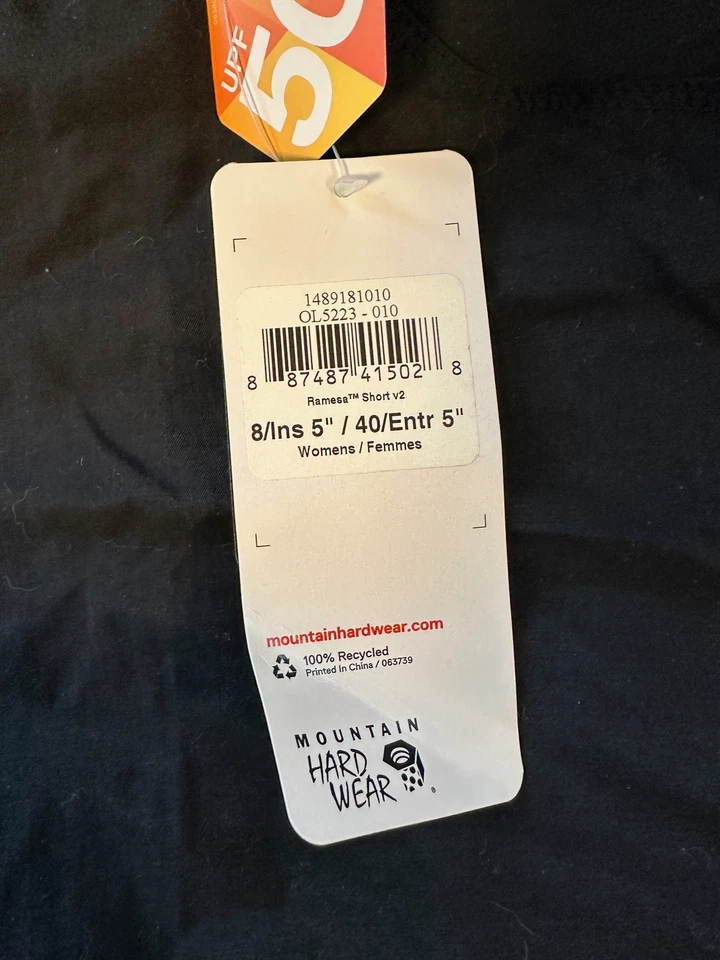 UPF
50
1489181010
OL5223 - 010
8 87487 41502 8
Ramesa™ Short v2
8/Ins 5" / 40/Entr 5"
Womens / Femmes
mountainhardwear.com
100% Recycled
Printed in China / 063739
MOUNTAIN
HARD
WEAR®